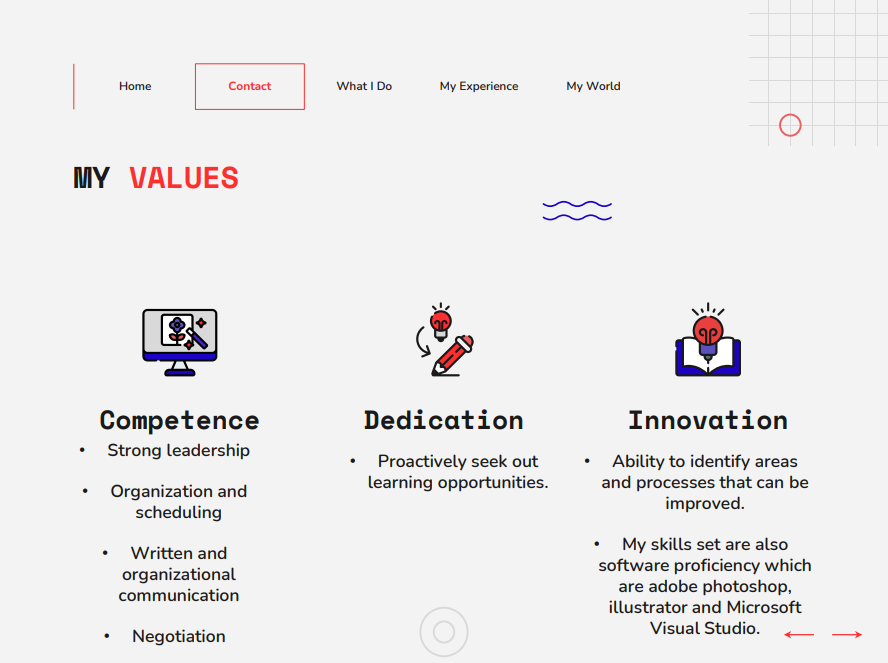 Home
Contact
What I Do
My Experience
My World
MY VALUES
Competence
• Strong leadership
• Organization and
scheduling
• Written and
organizational
communication
• Negotiation
Dedication
• Proactively seek out
learning opportunities.
Innovation
• Ability to identify areas
and processes that can be
improved.
• My skills set are also
software proficiency which
are adobe photoshop,
illustrator and Microsoft
Visual Studio.